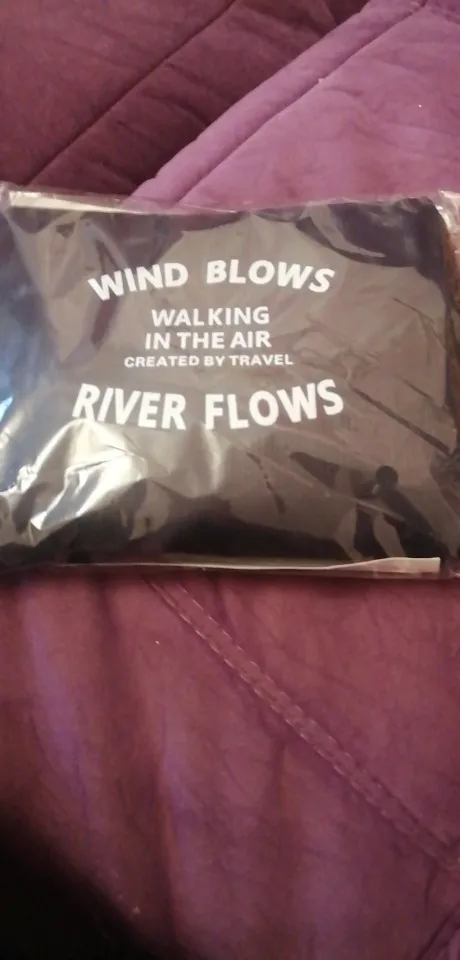 WIND BLOWS
WALKING
IN THE AIR
CREATED BY TRAVEL
RIVER FLOWS